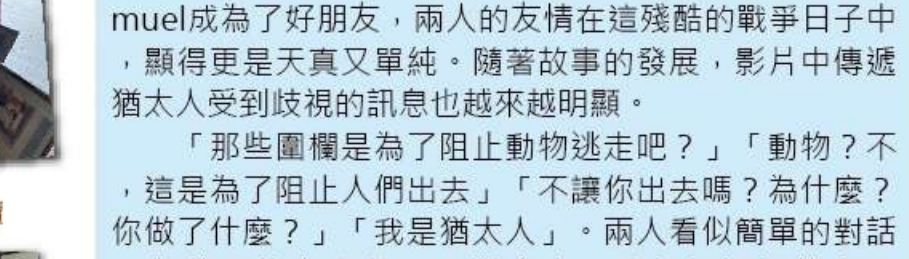 muel成為了好朋友，兩人的友情在這殘酷的戰爭日子中
，顯得更是天真又單純。隨著故事的發展，影片中傳遞
猶太人受到歧視的訊息也越來越明顯。
「那些圍欄是為了阻止動物逃走吧？」「動物？不
，這是為了阻止人們出去」「不讓你出去嗎？為什麼？
你做了什麼？」「我是猶太人」。兩人看似簡單的對話